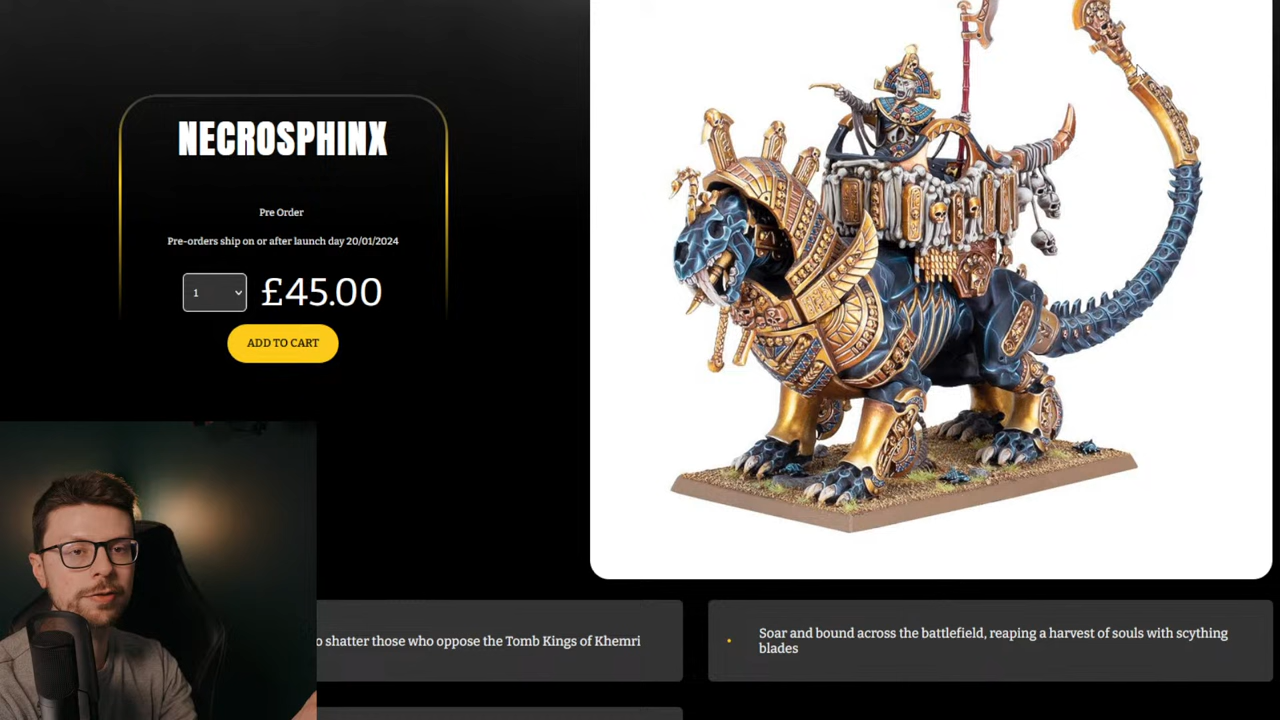 NECROSPHINX
Pre Order
Pre-orders ship on or after launch day 20/01/2024
1
£45.00
ADD TO CART
o shatter those who oppose the Tomb Kings of Khemri
Soar and bound across the battlefield, reaping a harvest of souls with scything
blades